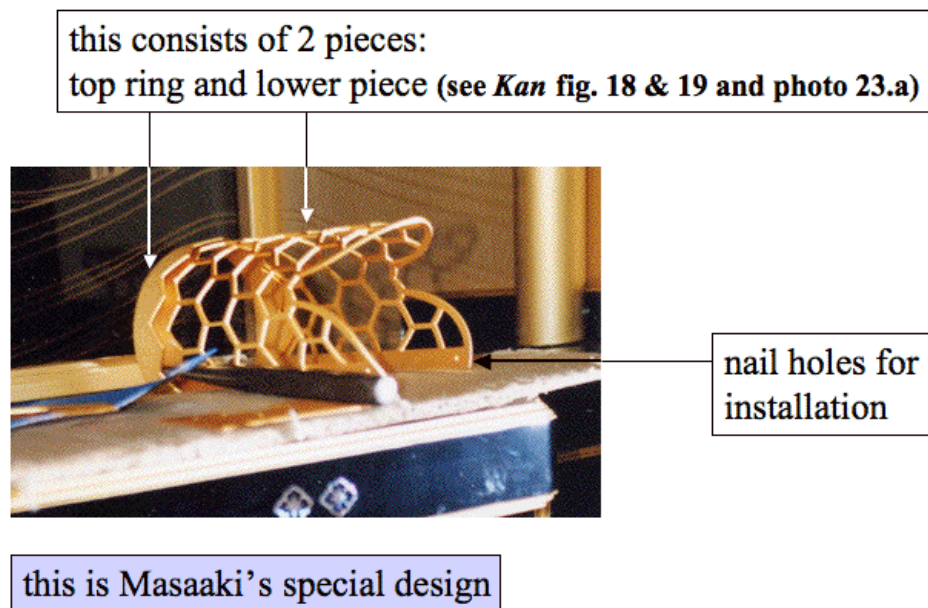 this consists of 2 pieces:
top ring and lower piece (see Kan fig. 18 & 19 and photo 23.a)
nail holes for
installation
this is Masaaki’s special design